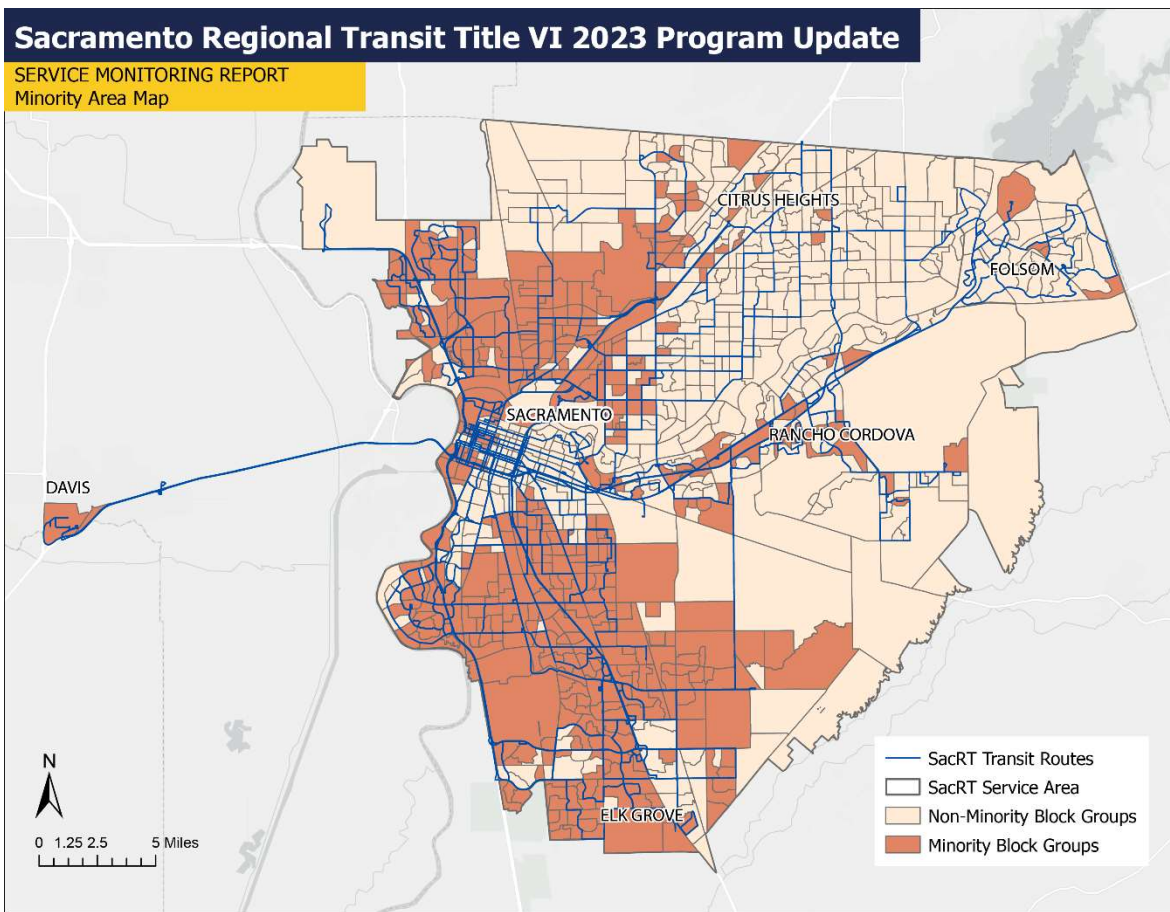 Sacramento Regional Transit Title VI 2023 Program Update
SERVICE MONITORING REPORT
Minority Area Map
CITRUS HEIGHTS
FOLSOM
SACRAMENTO
RANCHO CORDOVA
DAVIS
ELK GROVE
N
0 1.25 2.5 5 Miles
SacRT Transit Routes
SacRT Service Area
Non-Minority Block Groups
Minority Block Groups